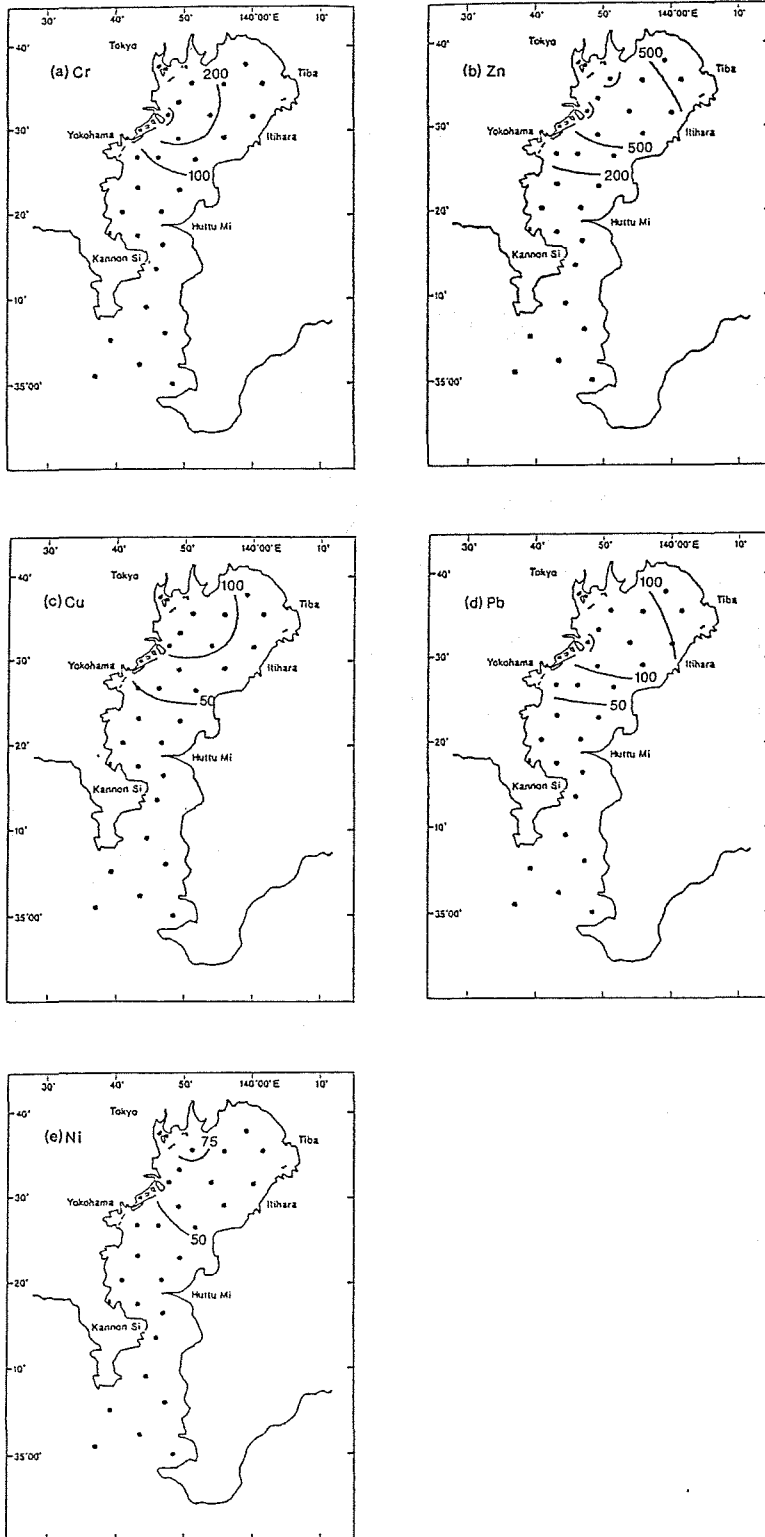 30' 40' 50' 140°00'E 10'
40'
Tokyo
(a) Cr
200
Tiba
30'
Yokohama
Itihara
100
20'
Huttu Mi
Kannon Si
10'
35°00'
30' 40' 50' 140°00'E 10'
40'
Tokyo
500
(b) Zn
Tiba
30'
Yokohama
Itihara
500
200
20'
Huttu Mi
Kannon Si
10'
35°00'
30' 40' 50' 140°00'E 10'
40'
Tokyo
100
(c) Cu
Tiba
30'
Yokohama
Itihara
50
20'
Huttu Mi
Kannon Si
10'
35°00'
30' 40' 50' 140°00'E 10'
40'
Tokyo
100
(d) Pb
Tiba
30'
Yokohama
Itihara
100
50
20'
Huttu Mi
Kannon Si
10'
35°00'
30' 40' 50' 140°00'E 10'
40'
Tokyo
(e) Ni
75
Tiba
30'
Yokohama
Itihara
50
20'
Huttu Mi
Kannon Si
10'
35°00'